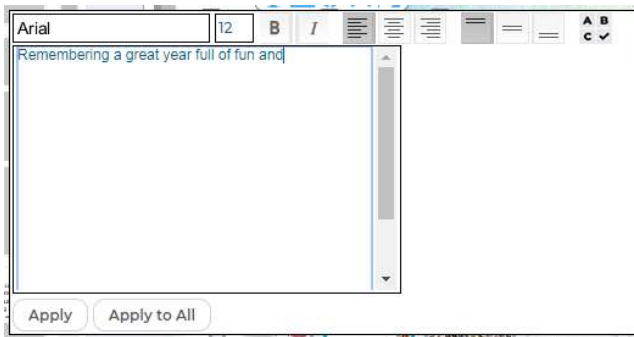 Arial 12 B I A B C
Remembering a great year full of fun and
Apply Apply to All